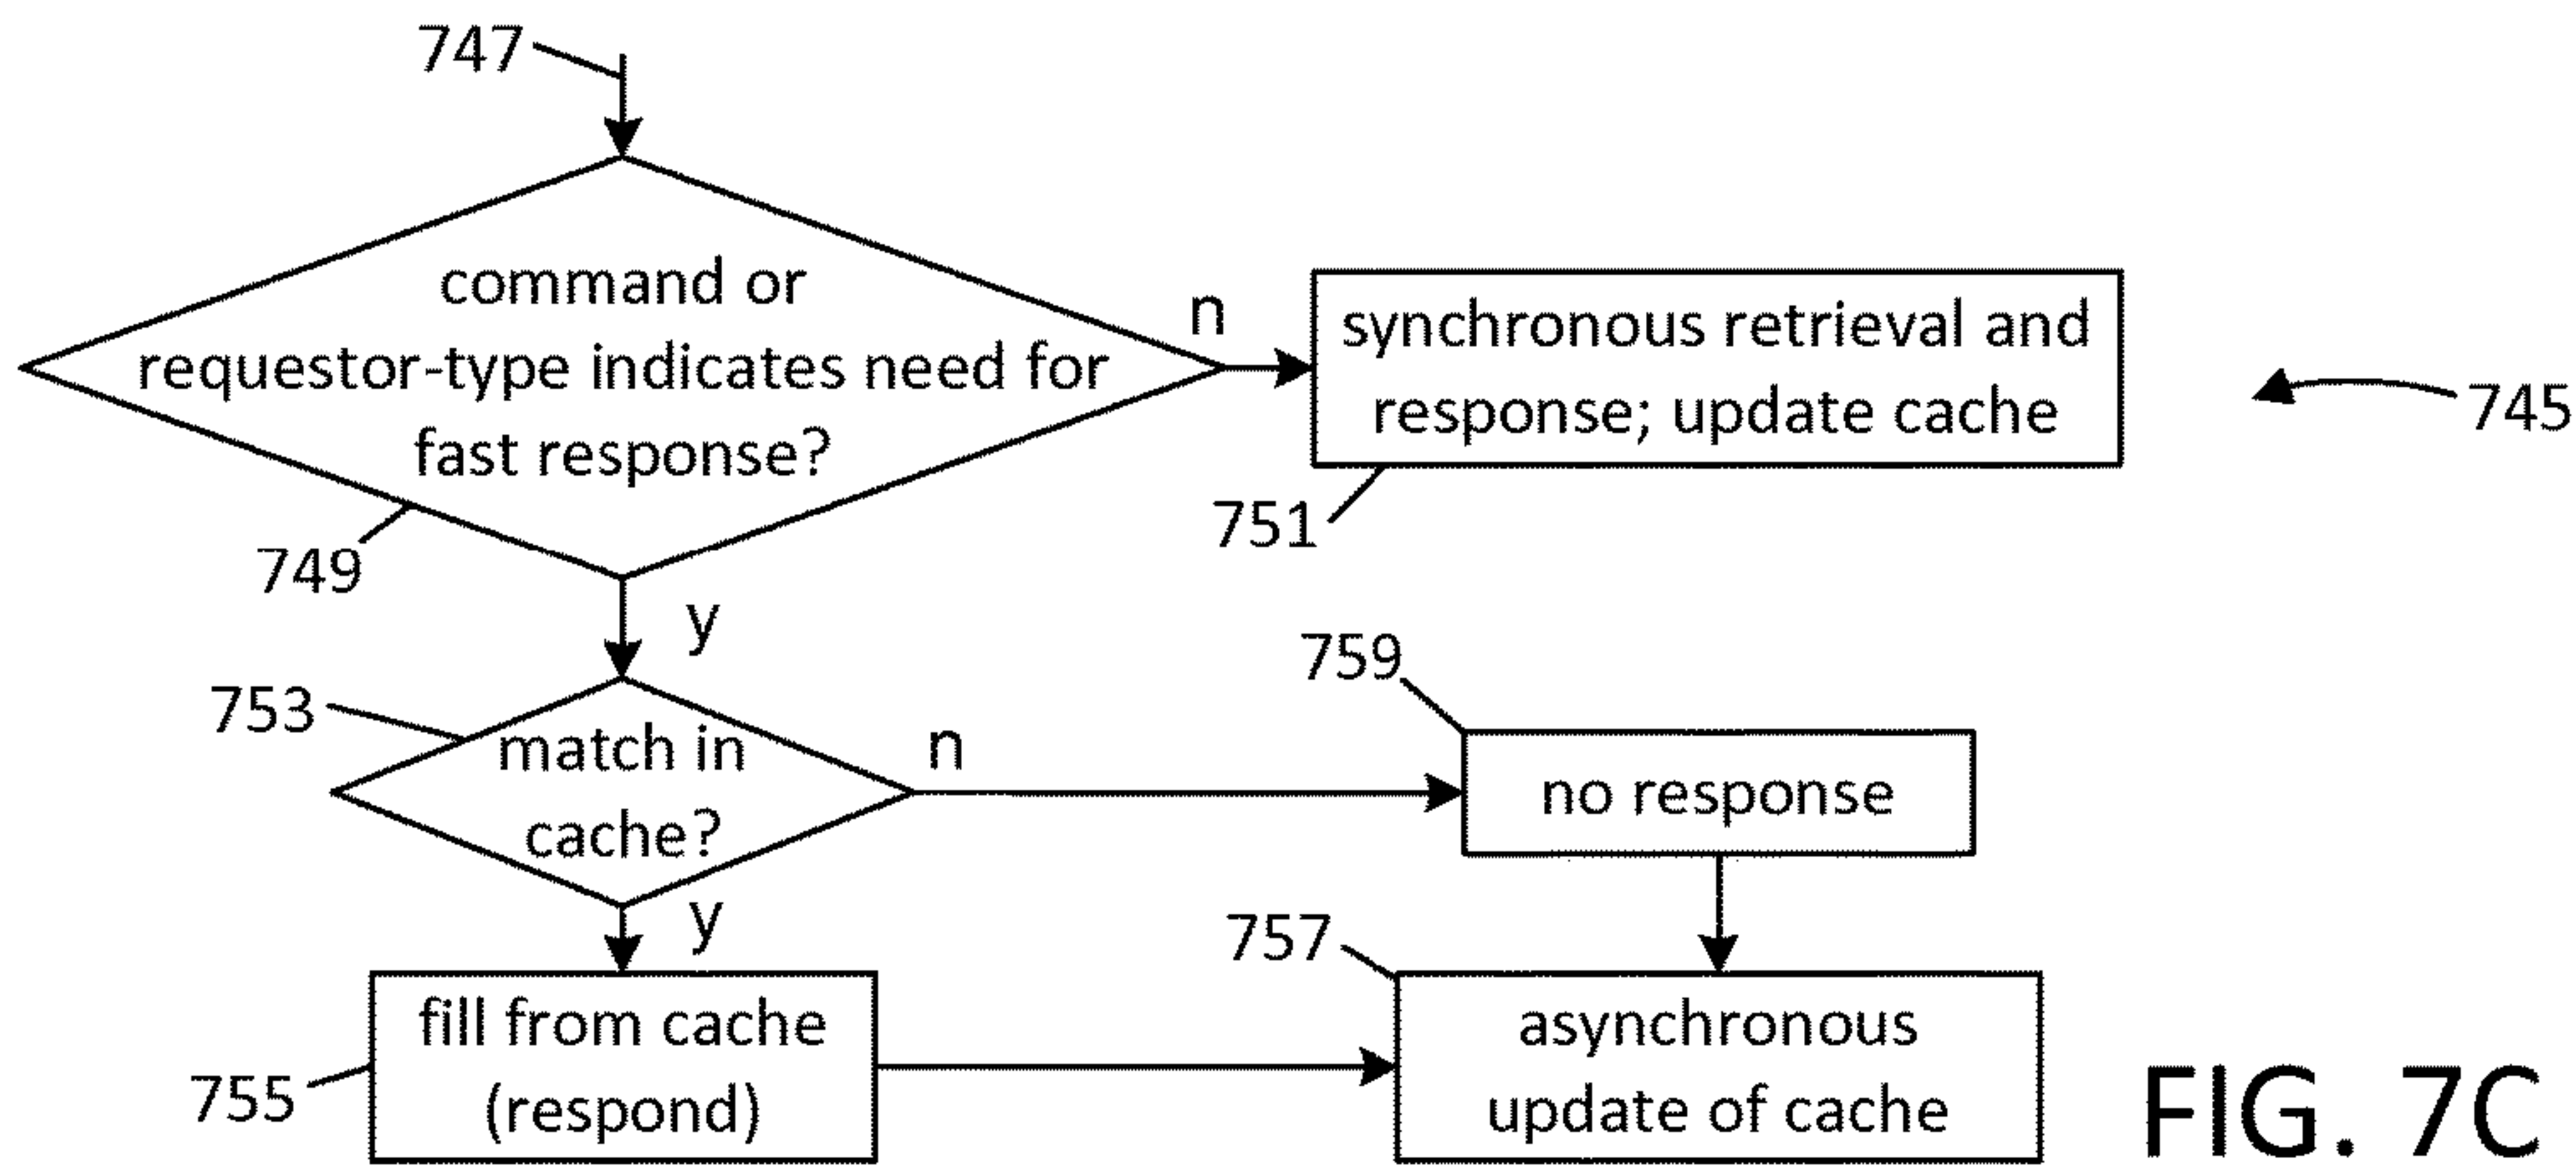 747
command or
requestor-type indicates need for
fast response?
n
synchronous retrieval and
response; update cache
745
751
749
y
759
753
match in
cache?
n
no response
y
757
fill from cache
(respond)
asynchronous
update of cache
755
FIG. 7C